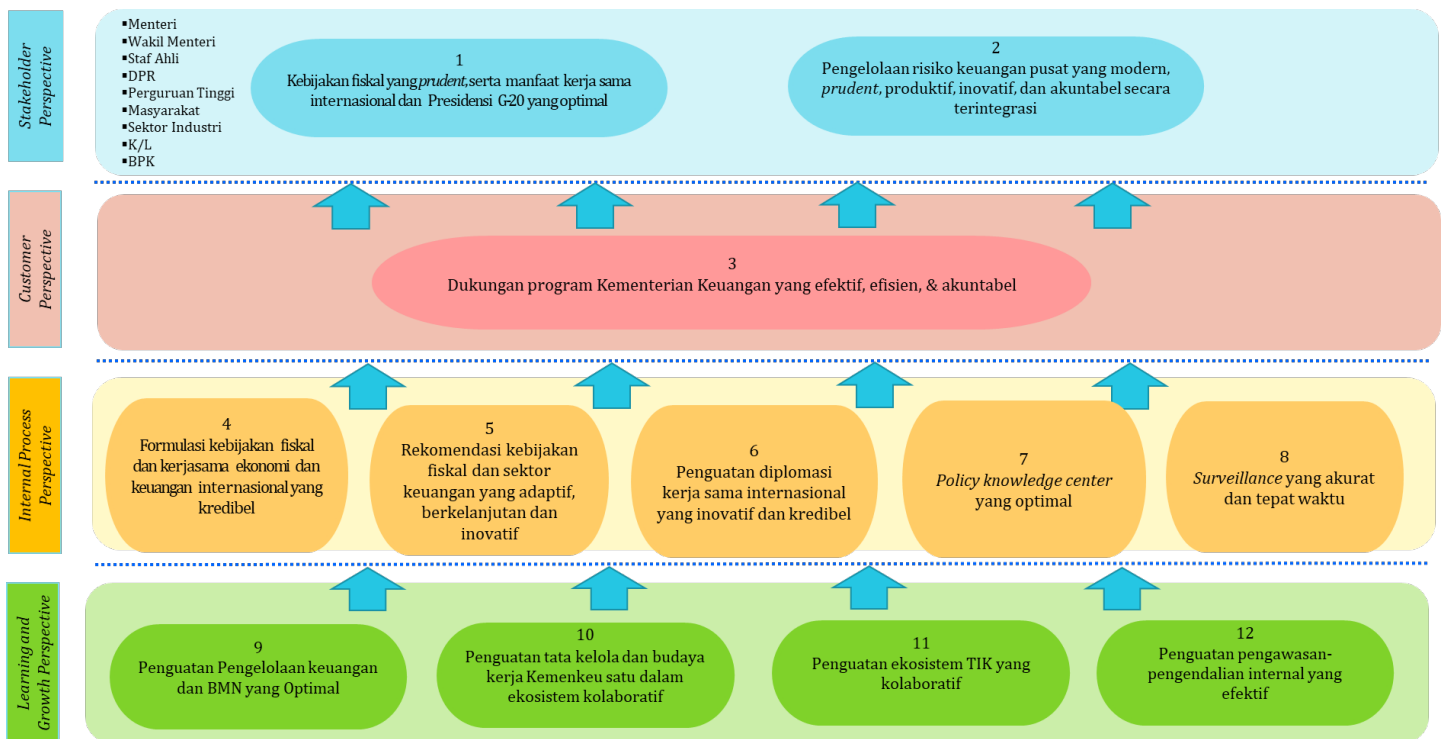 Stakeholder
Perspective
▪Menteri
▪Wakil Menteri
▪Staf Ahli
▪DPR
▪Perguruan Tinggi
▪Masyarakat
▪Sektor Industri
▪K/L
▪BPK
1
Kebijakan fiskal yang prudent, serta manfaat kerja sama
internasional dan Presidensi G-20 yang optimal
2
Pengelolaan risiko keuangan pusat yang modern,
prudent, produktif, inovatif, dan akuntabel secara
terintegrasi
Customer
Perspective
3
Dukungan program Kementerian Keuangan yang efektif, efisien, & akuntabel
Internal Process
Perspective
4
Formulasi kebijakan fiskal
dan kerjasama ekonomi dan
keuangan internasional yang
kredibel
5
Rekomendasi kebijakan
fiskal dan sektor
keuangan yang adaptif,
berkelanjutan dan
inovatif
6
Penguatan diplomasi
kerja sama internasional
yang inovatif dan kredibel
7
Policy knowledge center
yang optimal
8
Surveillance yang akurat
dan tepat waktu
Learning and
Growth Perspective
9
Penguatan Pengelolaan keuangan
dan BMN yang Optimal
10
Penguatan tata kelola dan budaya
kerja Kemenkeu satu dalam
ekosistem kolaboratif
11
Penguatan ekosistem TIK yang
kolaboratif
12
Penguatan pengawasan-
pengendalian internal yang
efektif